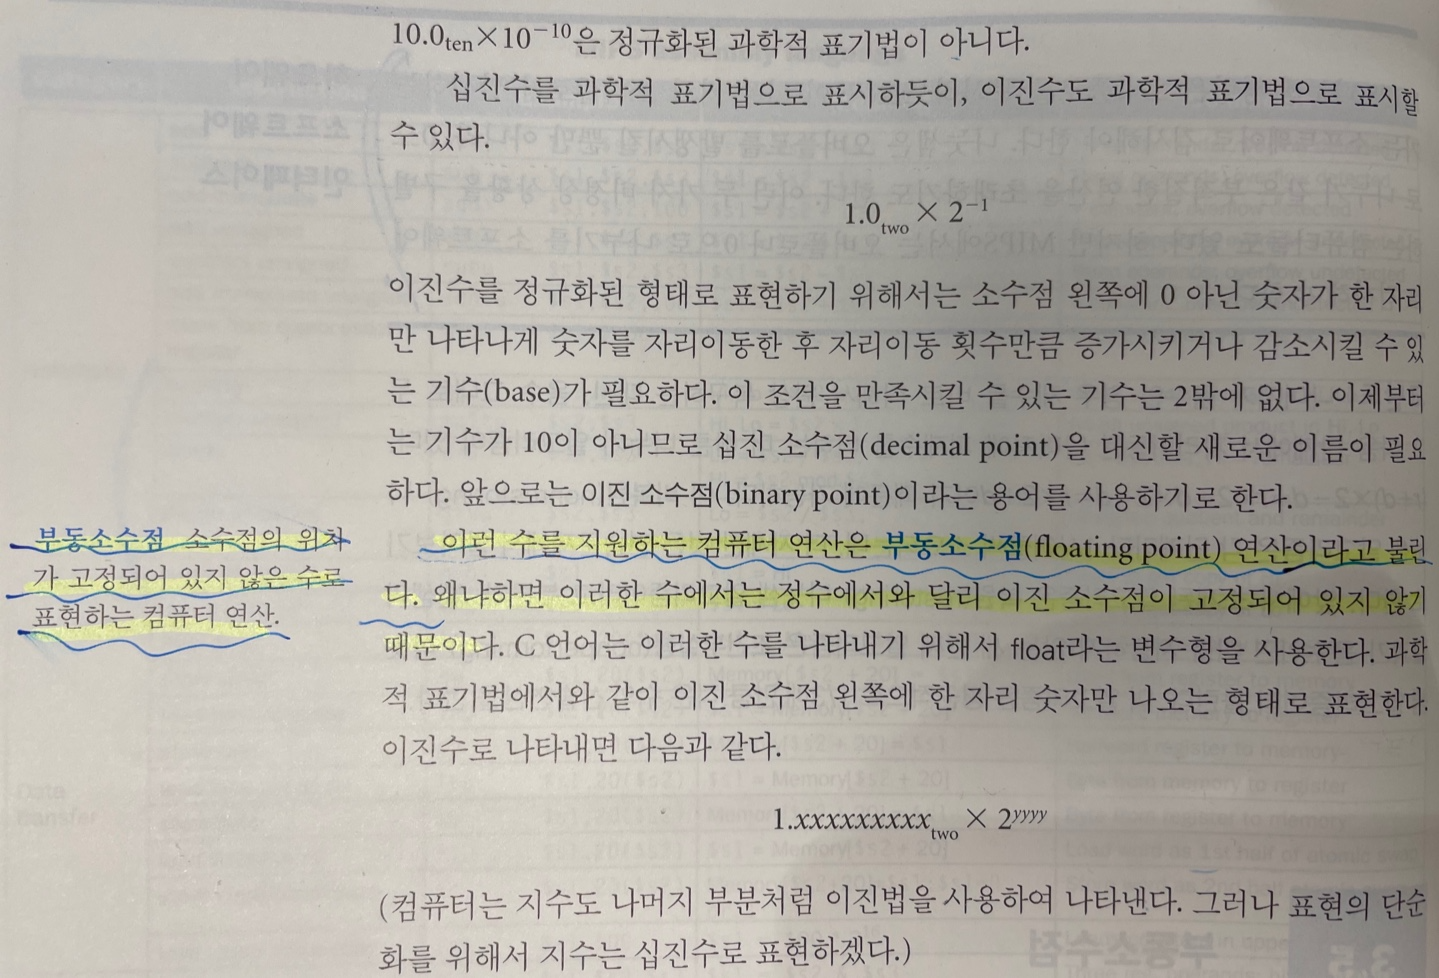 10.0ten×10−10은 정규화된 과학적 표기법이 아니다.
십진수를 과학적 표기법으로 표시하듯이, 이진수도 과학적 표기법으로 표시할
수 있다.
1.0two × 2−1
이진수를 정규화된 형태로 표현하기 위해서는 소수점 왼쪽에 0 아닌 숫자가 한 자리
만 나타나게 숫자를 자리이동한 후 자리이동 횟수만큼 증가시키거나 감소시킬 수 있
는 기수(base)가 필요하다. 이 조건을 만족시킬 수 있는 기수는 2밖에 없다. 이제부터
는 기수가 10이 아니므로 십진 소수점(decimal point)을 대신할 새로운 이름이 필요
하다. 앞으로는 이진 소수점(binary point)이라는 용어를 사용하기로 한다.
부동소수점 소수점의 위치
가 고정되어 있지 않은 수로
표현하는 컴퓨터 연산.
이런 수를 지원하는 컴퓨터 연산은 부동소수점(floating point) 연산이라고 불린
다. 왜냐하면 이러한 수에서는 정수에서와 달리 이진 소수점이 고정되어 있지 않기
때문이다. C 언어는 이러한 수를 나타내기 위해서 float라는 변수형을 사용한다. 과학
적 표기법에서와 같이 이진 소수점 왼쪽에 한 자리 숫자만 나오는 형태로 표현한다.
이진수로 나타내면 다음과 같다.
1.xxxxxxxxxtwo × 2yyyy
(컴퓨터는 지수도 나머지 부분처럼 이진법을 사용하여 나타낸다. 그러나 표현의 단순
화를 위해서 지수는 십진수로 표현하겠다.)